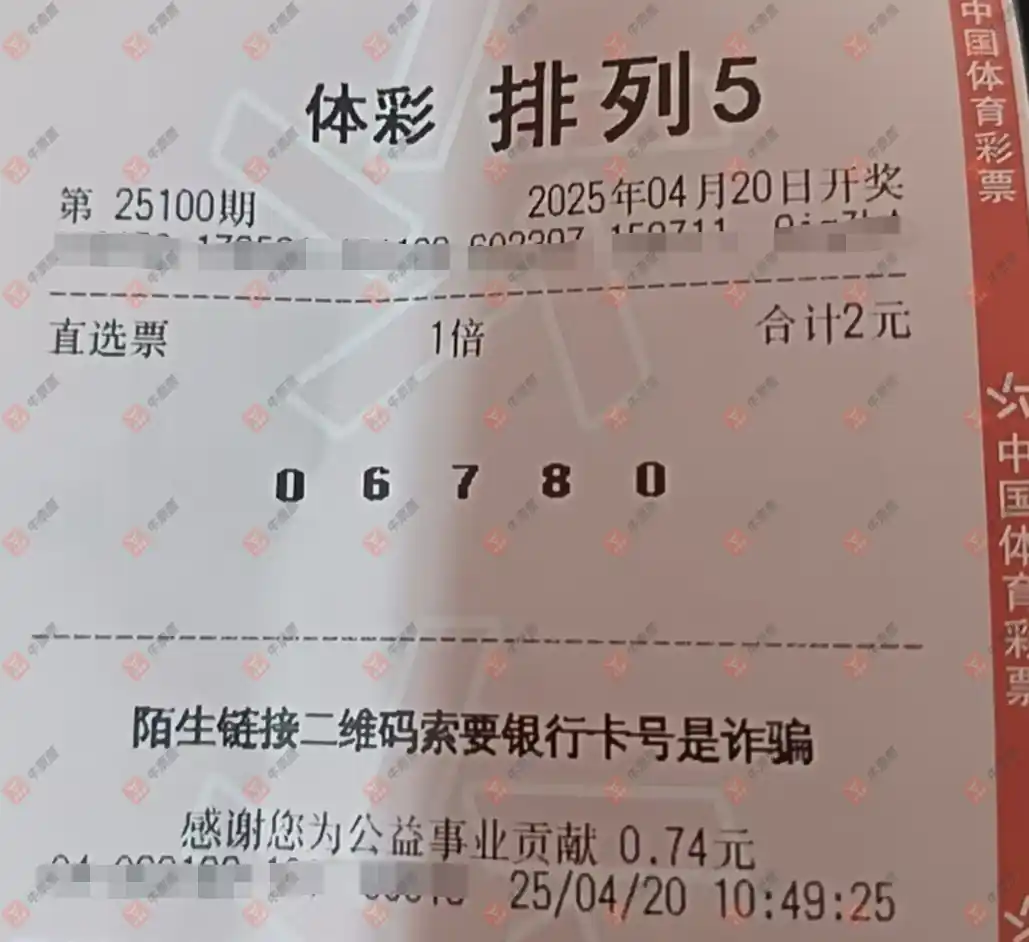 体彩 排列5
第 25100期 2025年04月20日开奖
直选票 1倍 合计2元
0 6 7 8 0
陌生链接二维码索要银行卡号是诈骗
感谢您为公益事业贡献 0.74元
25/04/20 10:49:25
中国体育彩票
中国体育彩票